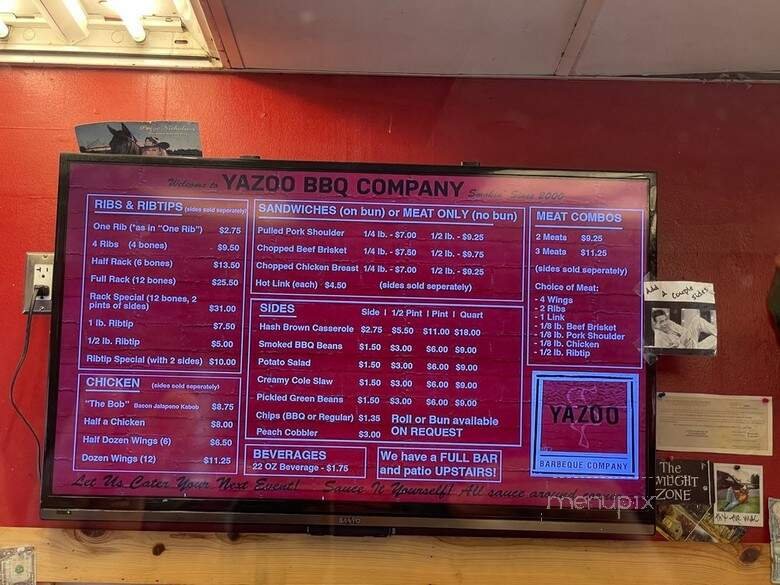 Welcome to YAZOO BBQ COMPANY Smokin' Since 2000
RIBS & RIBTIPS (sides sold seperately)
One Rib ("as in "One Rib") $2.75
4 Ribs (4 bones) $9.50
Half Rack (6 bones) $13.50
Full Rack (12 bones) $25.50
Rack Special (12 bones, 2
pints of sides) $31.00
1 lb. Ribtip $7.50
1/2 lb. Ribtip $5.00
Ribtip Special (with 2 sides) $10.00
CHICKEN (sides sold seperately)
"The Bob" Bacon Jalapeno Kabob $8.75
Half a Chicken $8.00
Half Dozen Wings (6) $6.50
Dozen Wings (12) $11.25
SANDWICHES (on bun) or MEAT ONLY (no bun)
Pulled Pork Shoulder 1/4 lb. - $7.00 1/2 lb. - $9.25
Chopped Beef Brisket 1/4 lb. - $7.50 1/2 lb. - $9.75
Chopped Chicken Breast 1/4 lb. - $7.00 1/2 lb. - $9.25
Hot Link (each) - $4.50 (sides sold seperately)
SIDES Side | 1/2 Pint | Pint | Quart
Hash Brown Casserole $2.75 $5.50 $11.00 $18.00
Smoked BBQ Beans $1.50 $3.00 $6.00 $9.00
Potato Salad $1.50 $3.00 $6.00 $9.00
Creamy Cole Slaw $1.50 $3.00 $6.00 $9.00
Pickled Green Beans $1.50 $3.00 $6.00 $9.00
Chips (BBQ or Regular) $1.35
Peach Cobbler $3.00
Roll or Bun available
ON REQUEST
BEVERAGES
22 OZ Beverage - $1.75
We have a FULL BAR
and patio UPSTAIRS!
MEAT COMBOS
2 Meats $9.25
3 Meats $11.25
(sides sold seperately)
Choice of Meat:
- 4 Wings
- 2 Ribs
- 1 Link
- 1/8 lb. Beef Brisket
- 1/8 lb. Pork Shoulder
- 1/8 lb. Chicken
- 1/2 lb. Ribtip
YAZOO
BARBEQUE COMPANY
Let Us Cater Your Next Event! Sauce It Yourself! All sauce around
SANYO
Add A Couple Sides
The
ZONE
menupix